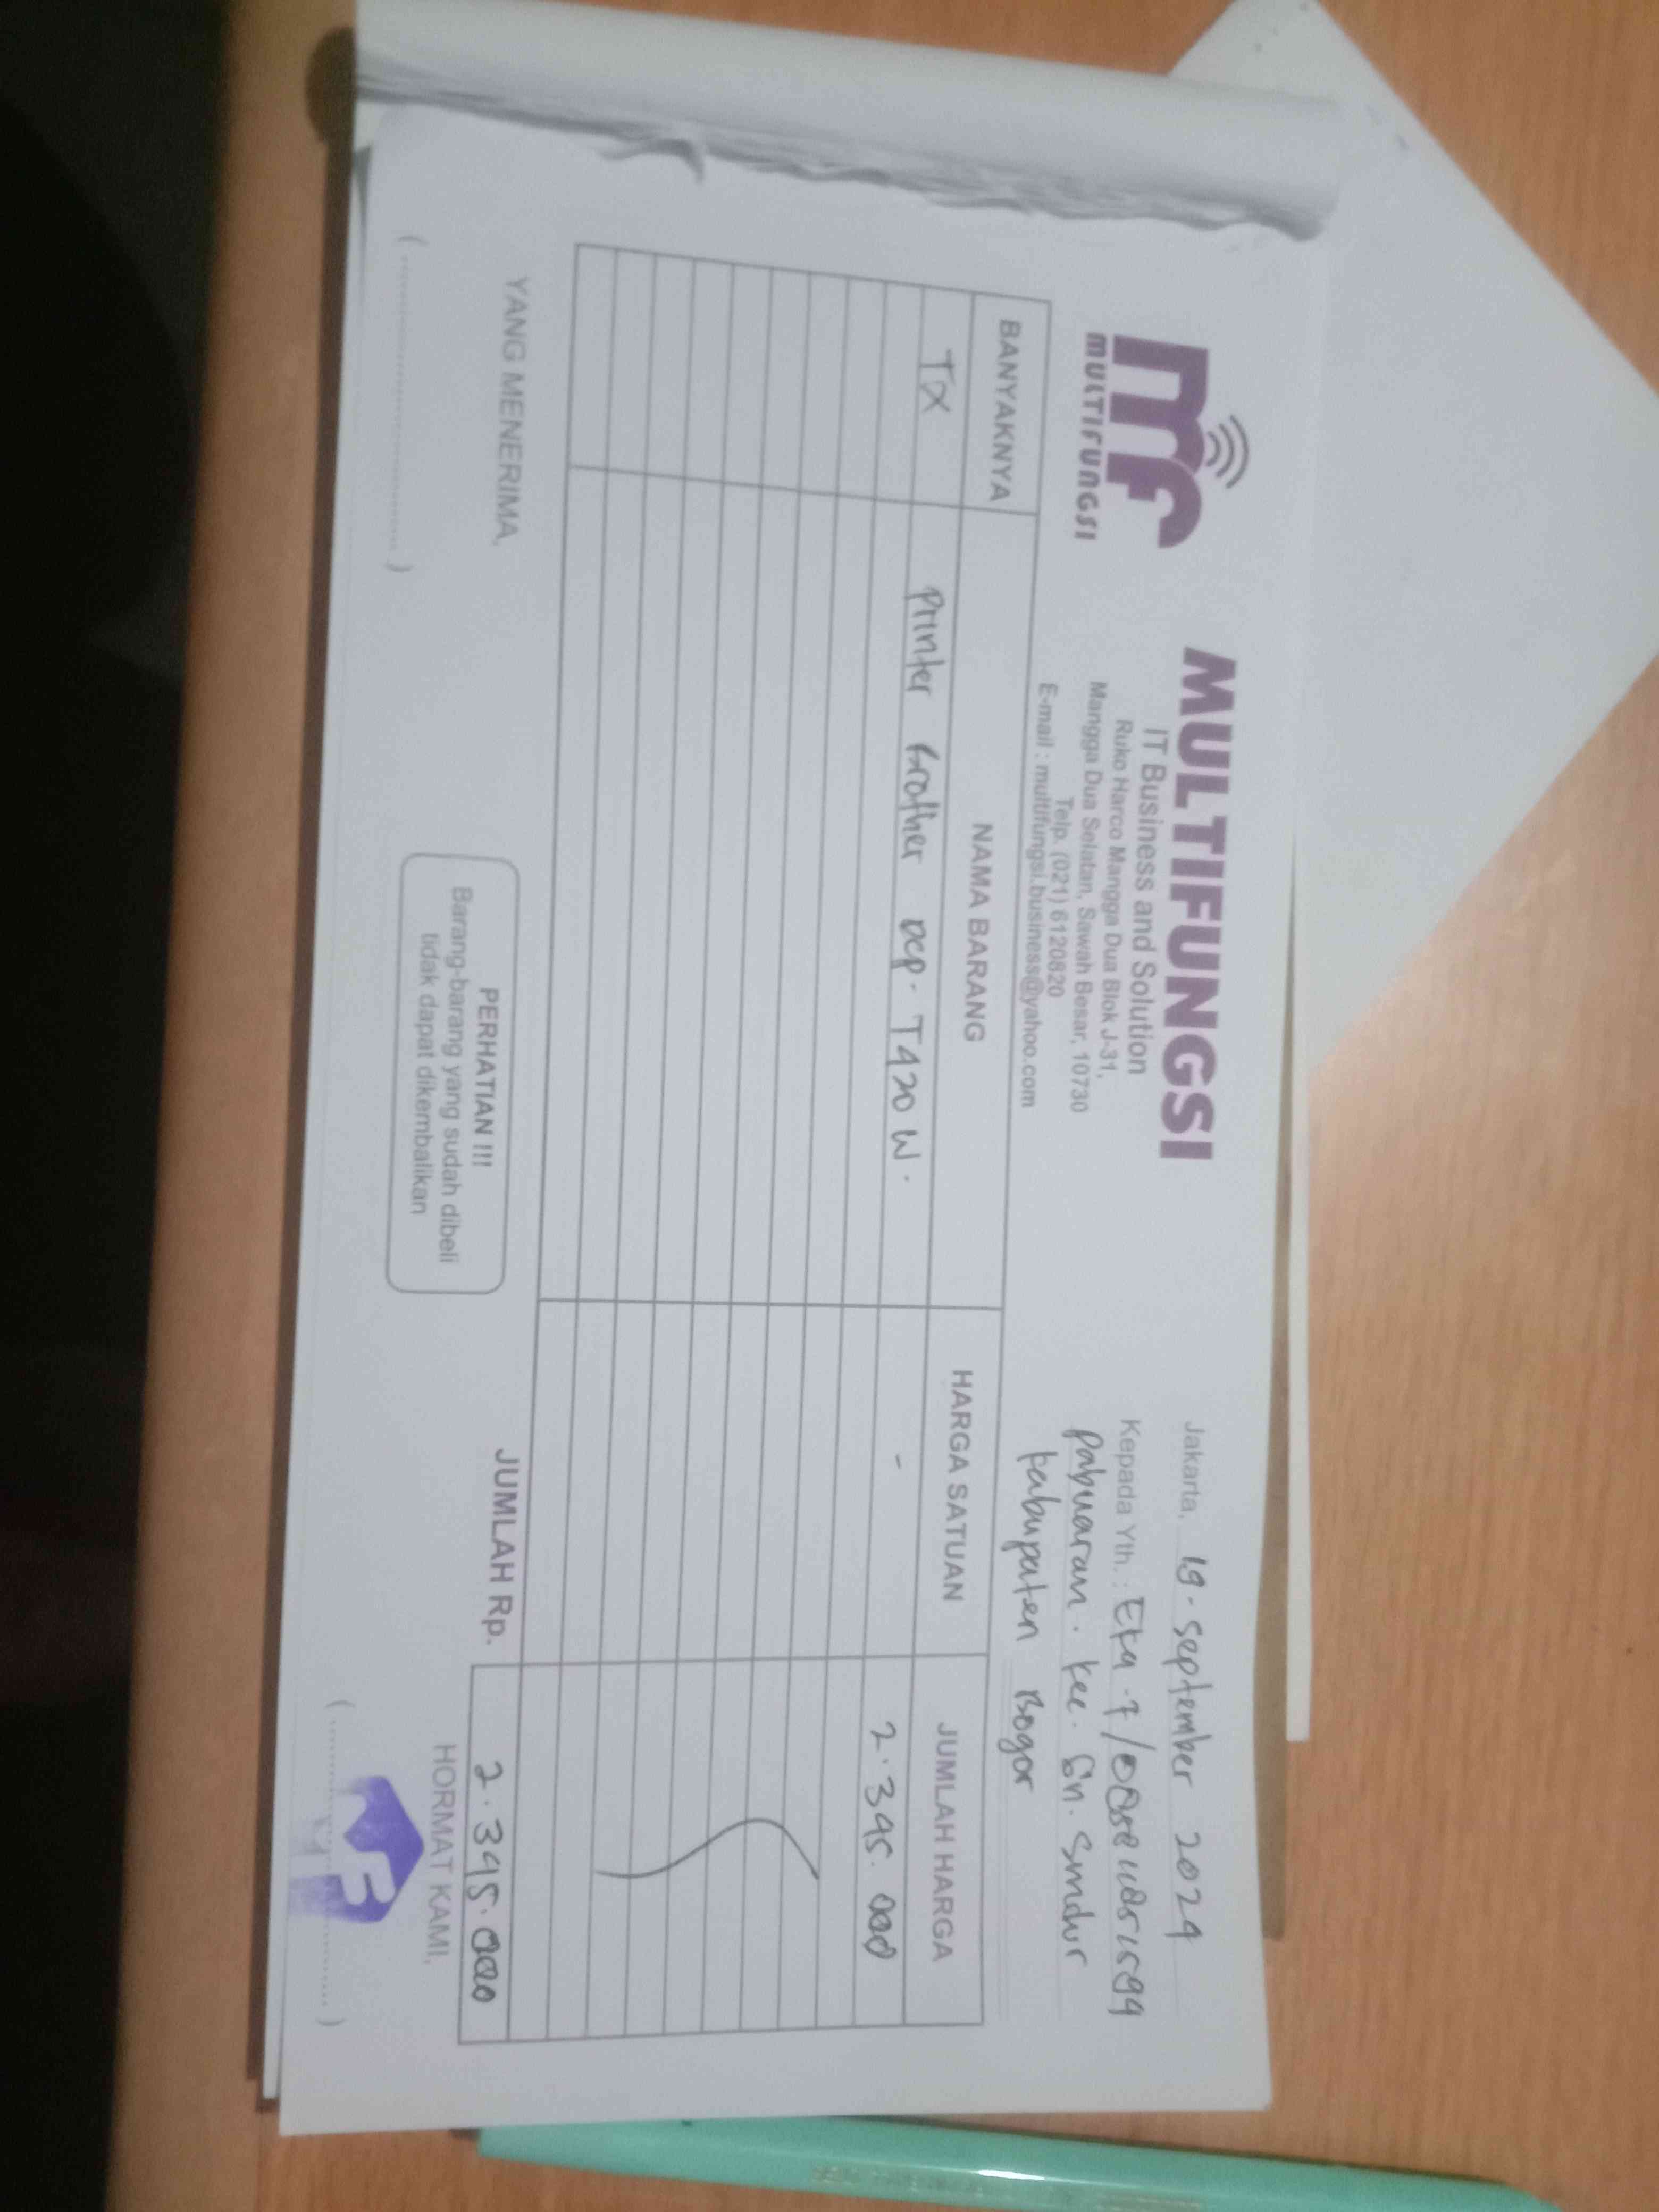 mf
MULTIFUNGSI
MULTIFUNGSI
IT Business and Solution
Ruko Harco Mangga Dua Blok J-31,
Mangga Dua Selatan, Sawah Besar, 10730
Telp. (021) 6120820
E-mail : multifungsi.business@yahoo.com
Jakarta, 19 - September 2024
Kepada Yth. :
Pabuaran. Kec. Gn. Sindur
Kabupaten Bogor
BANYAKNYA NAMA BARANG HARGA SATUAN JUMLAH HARGA
Printer Brother DCP-T420 W. - 2.395.000
JUMLAH Rp. 2.395.000
YANG MENERIMA,
PERHATIAN !!!
Barang-barang yang sudah dibeli
tidak dapat dikembalikan
HORMAT KAMI,
( .............................. )
( .............................. )